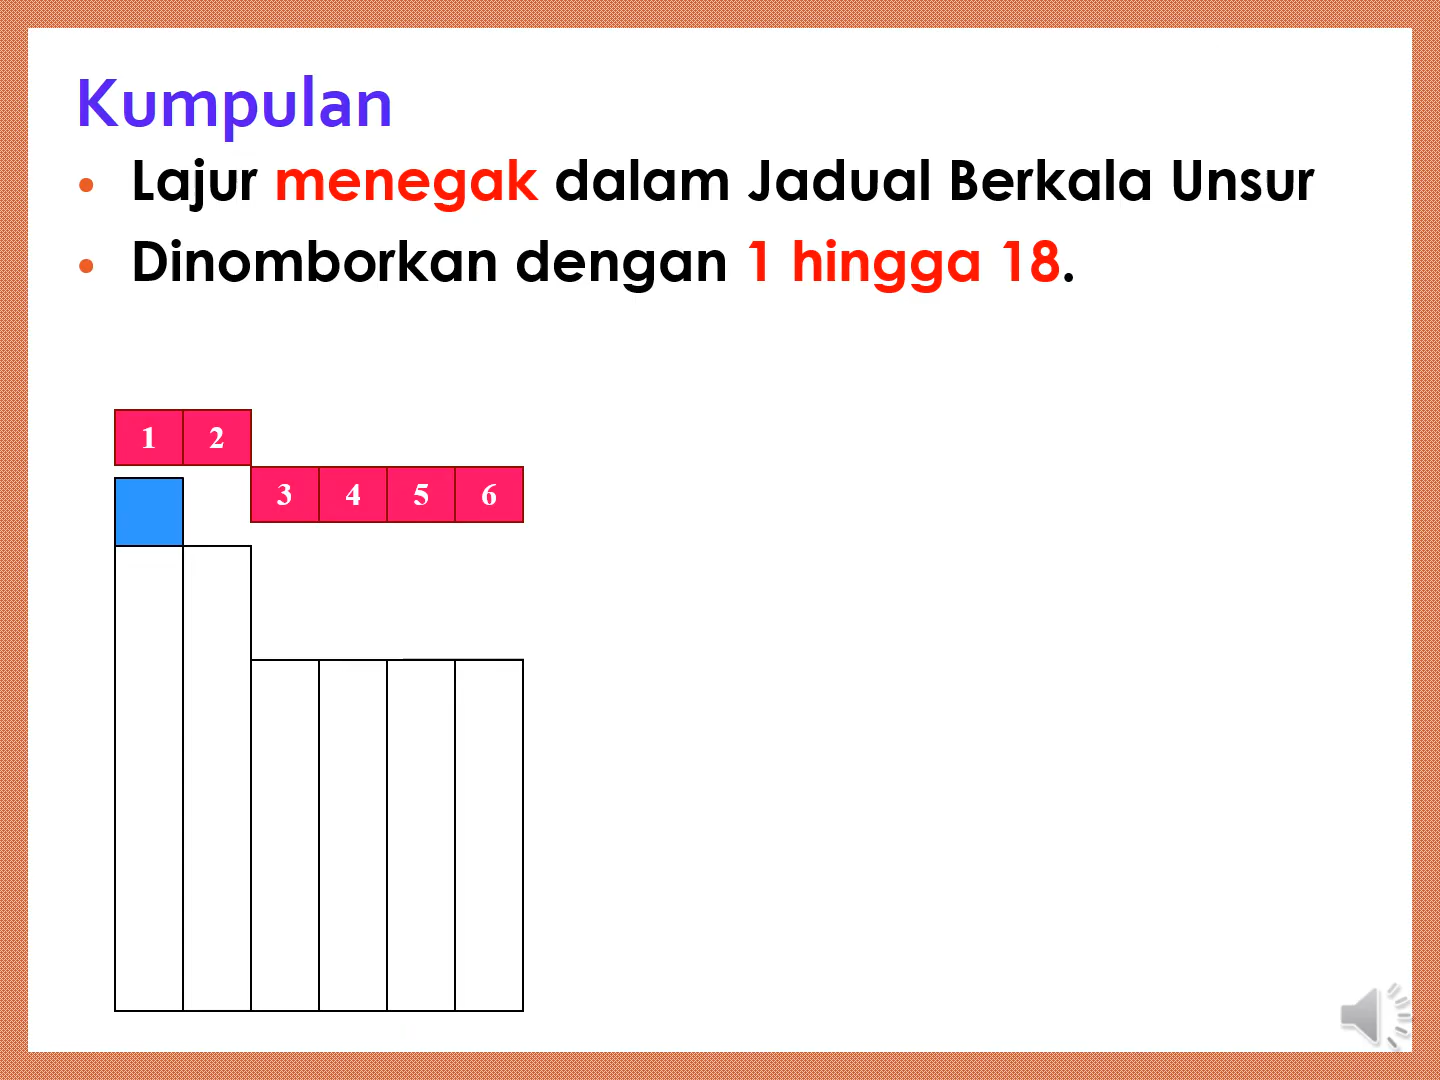 Kumpulan
• Lajur menegak dalam Jadual Berkala Unsur
• Dinomborkan dengan 1 hingga 18.
1 2
3 4 5 6